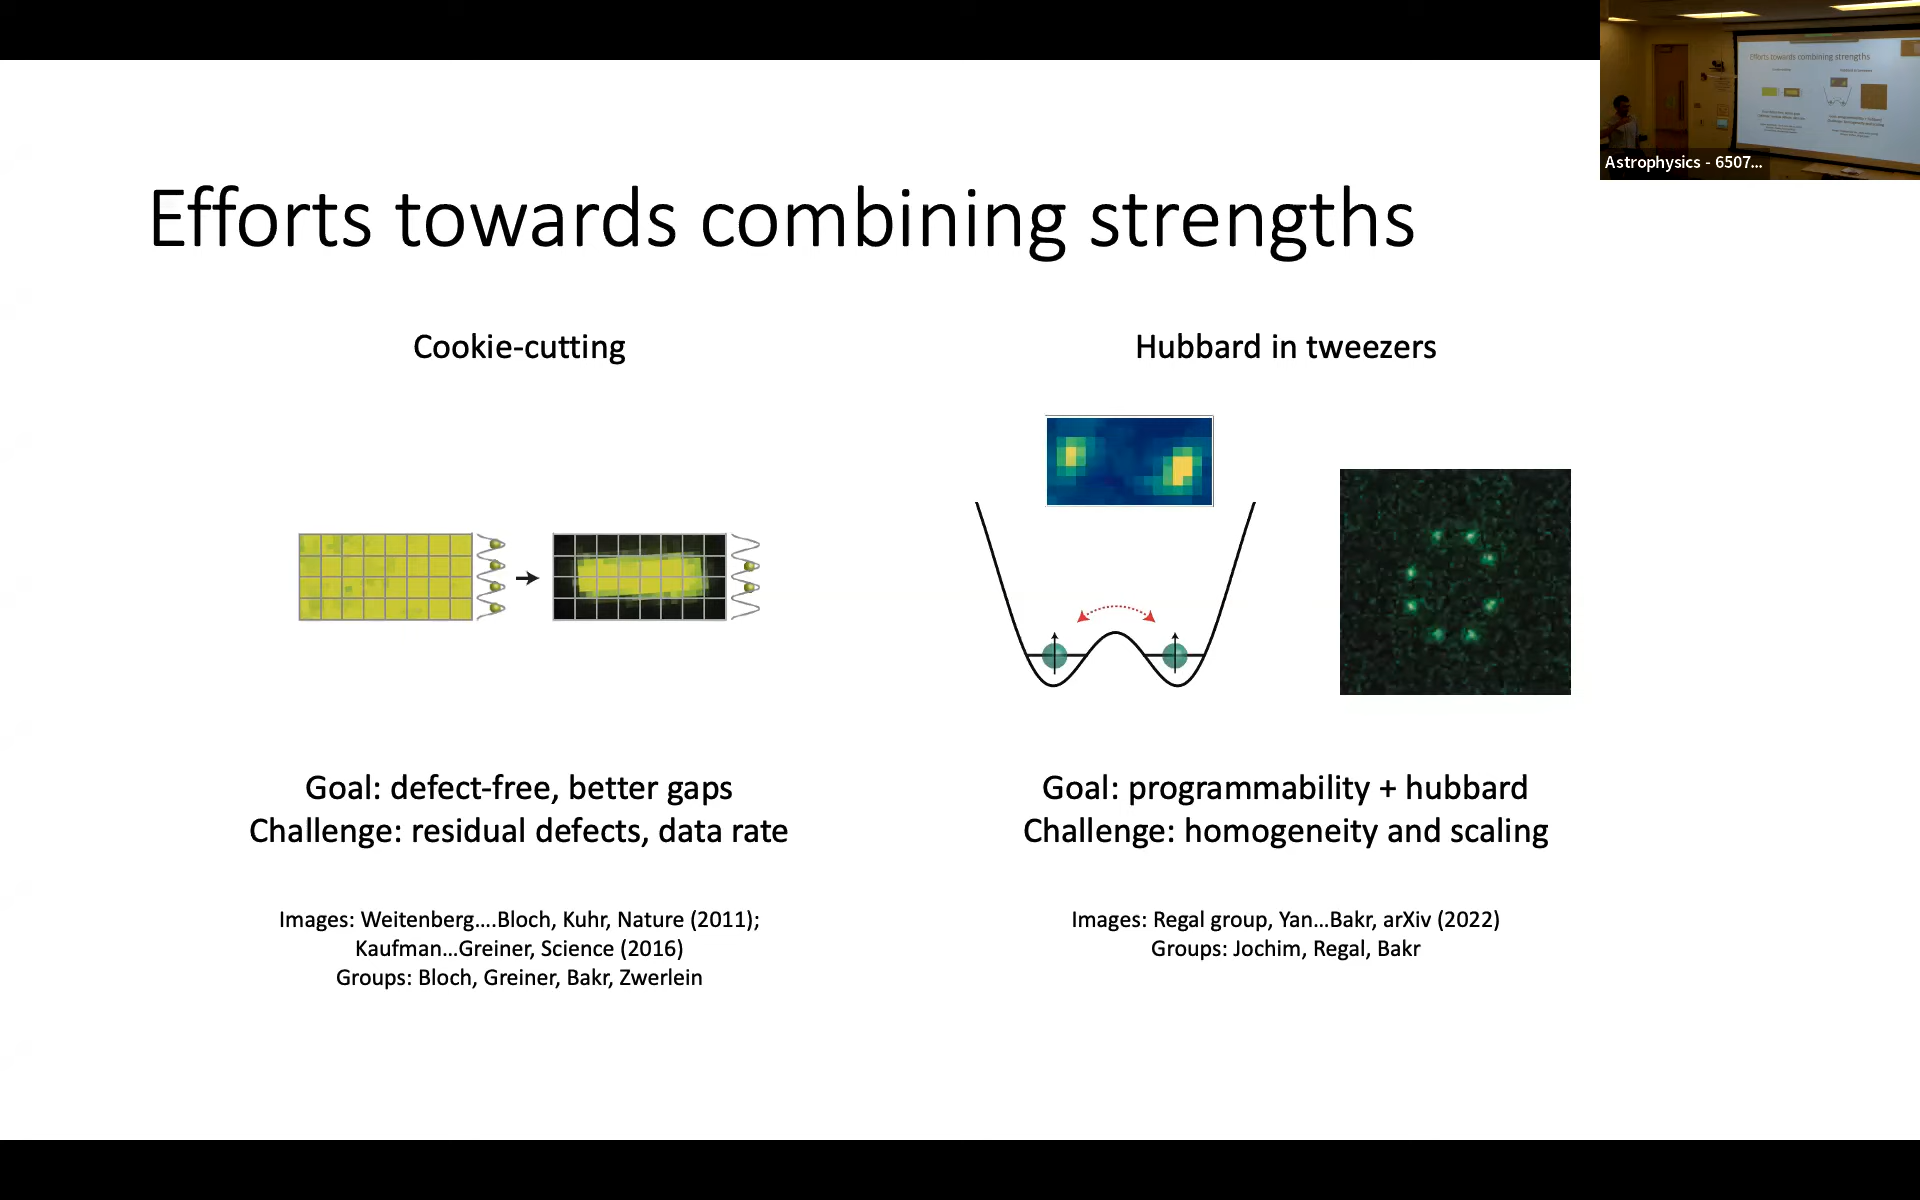 Efforts towards combining strengths
Cookie-cutting
Goal: defect-free, better gaps
Challenge: residual defects, data rate
Images: Weitenberg....Bloch, Kuhr, Nature (2011);
Kaufman...Greiner, Science (2016)
Groups: Bloch, Greiner, Bakr, Zwerlein
Hubbard in tweezers
Goal: programmability + hubbard
Challenge: homogeneity and scaling
Images: Regal group, Yan...Bakr, arXiv (2022)
Groups: Jochim, Regal, Bakr
Efforts towards combining strengths
Astrophysics - 6507...